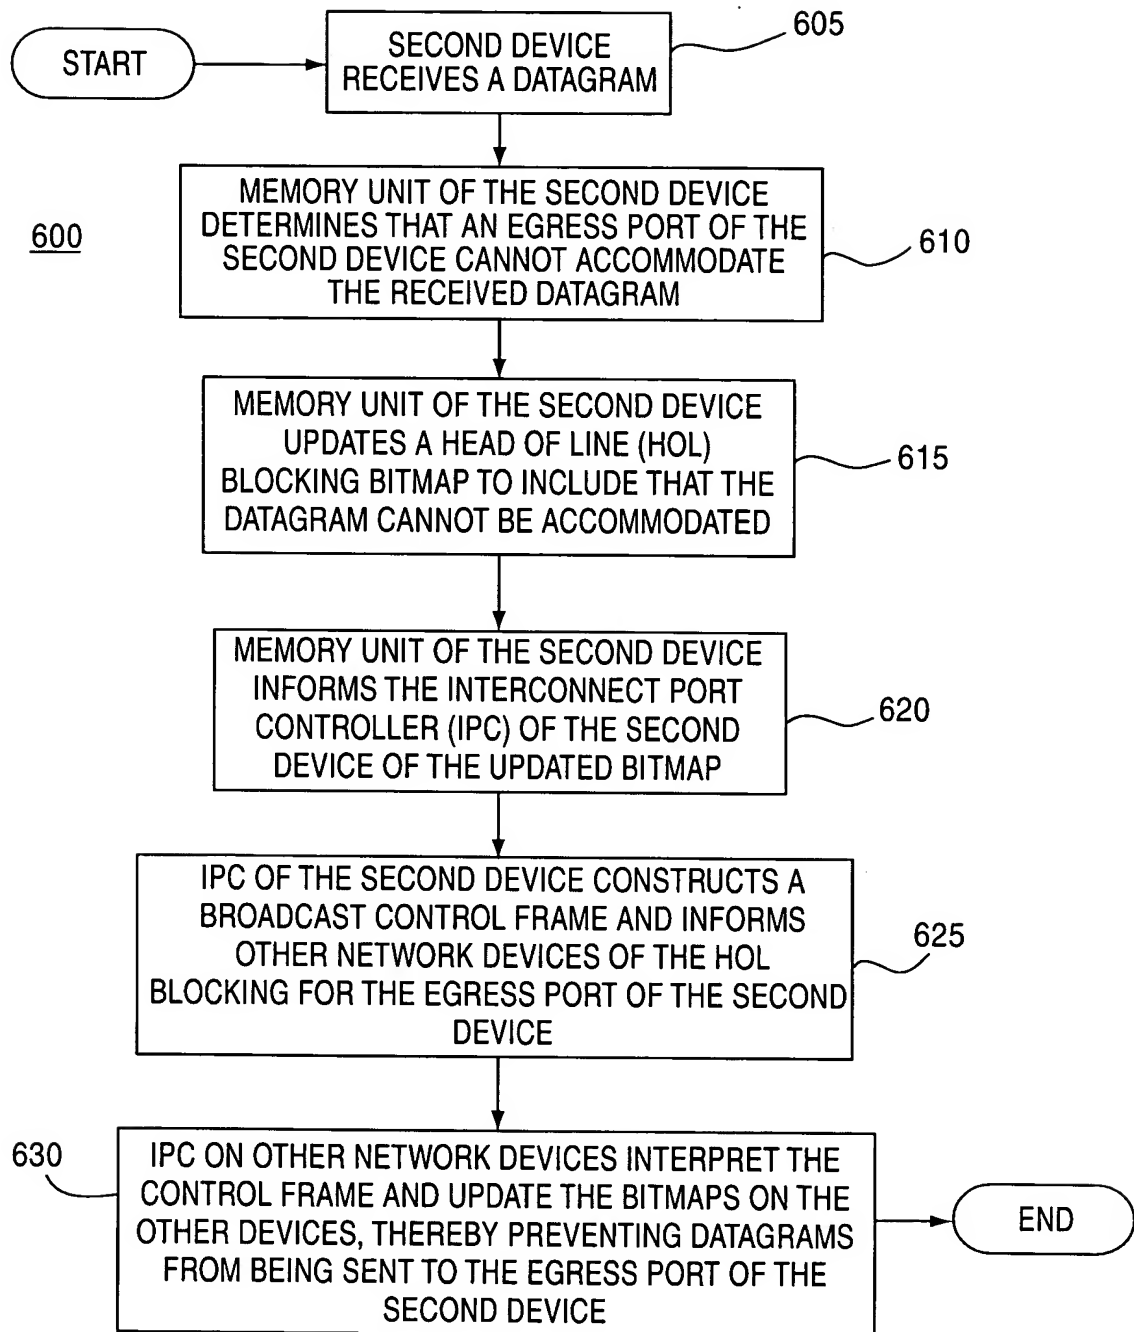 START
SECOND DEVICE
RECEIVES A DATAGRAM
605
600
MEMORY UNIT OF THE SECOND DEVICE
DETERMINES THAT AN EGRESS PORT OF THE
SECOND DEVICE CANNOT ACCOMMODATE
THE RECEIVED DATAGRAM
610
MEMORY UNIT OF THE SECOND DEVICE
UPDATES A HEAD OF LINE (HOL)
BLOCKING BITMAP TO INCLUDE THAT THE
DATAGRAM CANNOT BE ACCOMMODATED
615
MEMORY UNIT OF THE SECOND DEVICE
INFORMS THE INTERCONNECT PORT
CONTROLLER (IPC) OF THE SECOND
DEVICE OF THE UPDATED BITMAP
620
IPC OF THE SECOND DEVICE CONSTRUCTS A
BROADCAST CONTROL FRAME AND INFORMS
OTHER NETWORK DEVICES OF THE HOL
BLOCKING FOR THE EGRESS PORT OF THE SECOND
DEVICE
625
630
IPC ON OTHER NETWORK DEVICES INTERPRET THE
CONTROL FRAME AND UPDATE THE BITMAPS ON THE
OTHER DEVICES, THEREBY PREVENTING DATAGRAMS
FROM BEING SENT TO THE EGRESS PORT OF THE
SECOND DEVICE
END